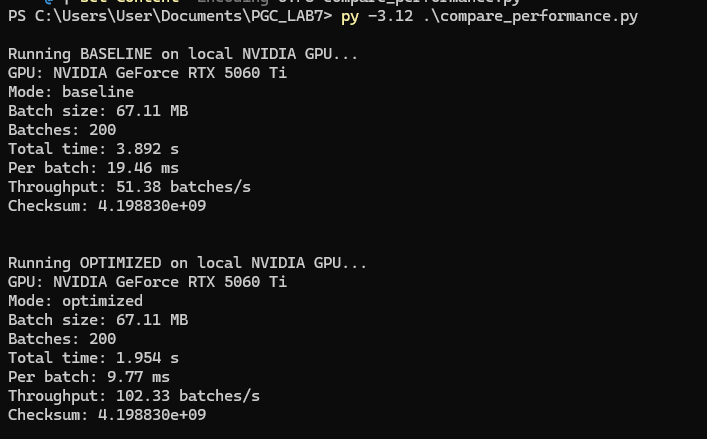 PS C:\Users\User\Documents\PGC_LAB7> py -3.12 .\compare_performance.py
Running BASELINE on local NVIDIA GPU...
GPU: NVIDIA GeForce RTX 5060 Ti
Mode: baseline
Batch size: 67.11 MB
Batches: 200
Total time: 3.892 s
Per batch: 19.46 ms
Throughput: 51.38 batches/s
Checksum: 4.198830e+09
Running OPTIMIZED on local NVIDIA GPU...
GPU: NVIDIA GeForce RTX 5060 Ti
Mode: optimized
Batch size: 67.11 MB
Batches: 200
Total time: 1.954 s
Per batch: 9.77 ms
Throughput: 102.33 batches/s
Checksum: 4.198830e+09